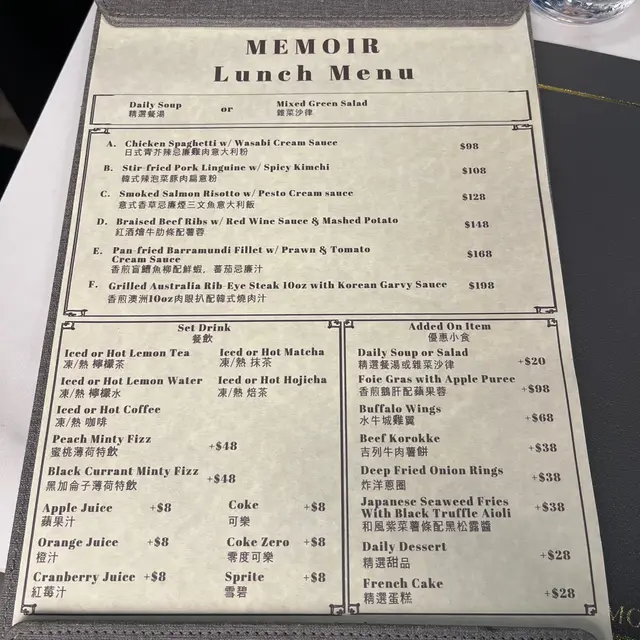 MEMOIR
Lunch Menu
Daily Soup or Mixed Green Salad
精選餐湯 雜菜沙律
A. Chicken Spaghetti w/ Wasabi Cream Sauce $98
日式青芥辣忌廉雞肉意大利粉
B. Stir-fried Pork Linguine w/ Spicy Kimchi $108
韓式辣泡菜豚肉扁意粉
C. Smoked Salmon Risotto w/ Pesto Cream sauce $128
意式香草忌廉煙三文魚意大利飯
D. Braised Beef Ribs w/ Red Wine Sauce & Mashed Potato $148
紅酒燴牛肋條配薯蓉
E. Pan-fried Barramundi Fillet w/ Prawn & Tomato $168
Cream Sauce
香煎盲鰽魚柳配鮮蝦，蕃茄忌廉汁
F. Grilled Australia Rib-Eye Steak 10oz with Korean Garvy Sauce $198
香煎澳洲10oz肉眼扒配韓式燒肉汁
Set Drink
餐飲
Iced or Hot Lemon Tea Iced or Hot Matcha
凍/熱 檸檬茶 凍/熱 抹茶
Iced or Hot Lemon Water Iced or Hot Hojicha
凍/熱 檸檬水 凍/熱 焙茶
Iced or Hot Coffee
凍/熱 咖啡
Peach Minty Fizz +$48
蜜桃薄荷特飲
Black Currant Minty Fizz +$48
黑加侖子薄荷特飲
Apple Juice +$8 Coke +$8
蘋果汁 可樂
Orange Juice +$8 Coke Zero +$8
橙汁 零度可樂
Cranberry Juice +$8 Sprite +$8
紅莓汁 雪碧
Added On Item
優惠小食
Daily Soup or Salad +$20
精選餐湯或雜菜沙律
Foie Gras with Apple Puree +$98
香煎鵝肝配蘋果蓉
Buffalo Wings +$68
水牛城雞翼
Beef Korokke +$38
吉列牛肉薯餅
Deep Fried Onion Rings +$38
炸洋蔥圈
Japanese Seaweed Fries +$38
With Black Truffle Aioli
和風紫菜薯條配黑松露醬
Daily Dessert +$28
精選甜品
French Cake +$28
精選蛋糕